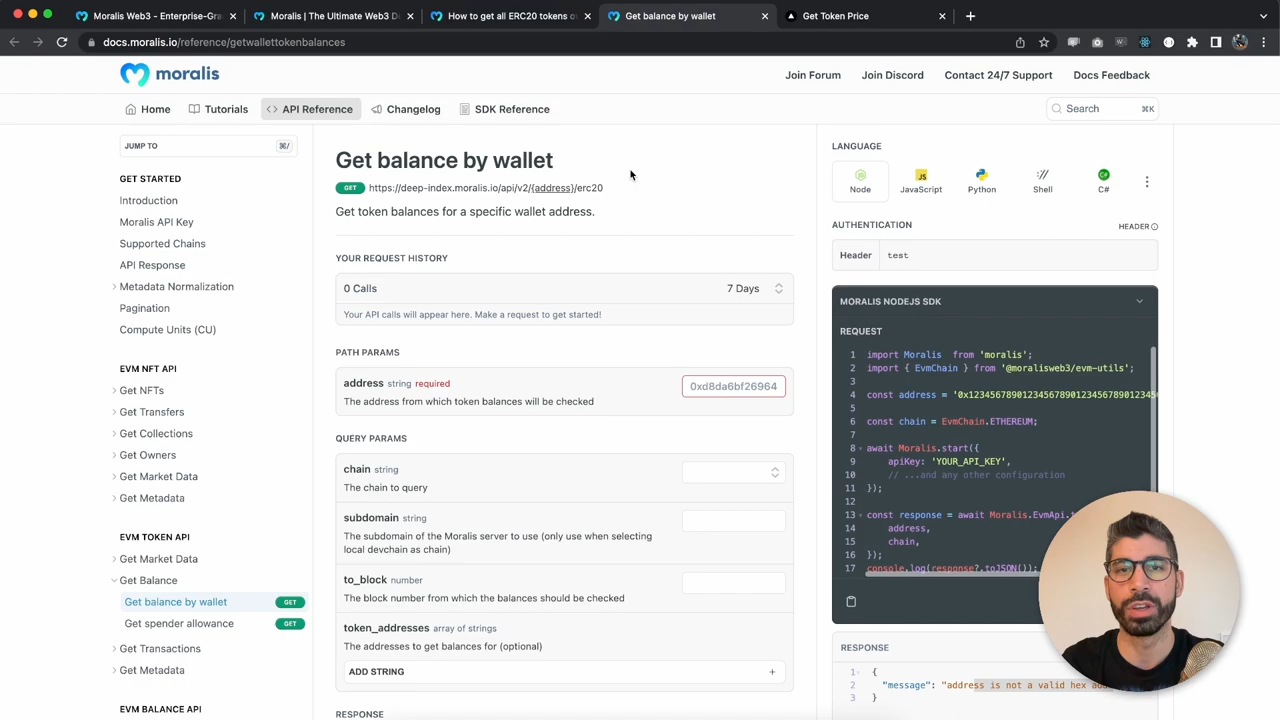 Moralis Web3 - Enterprise-Gra
Moralis | The Ultimate Web3 D
How to get all ERC20 tokens o
Get balance by wallet
Get Token Price
docs.moralis.io/reference/getwallettokenbalances
moralis
Join Forum
Join Discord
Contact 24/7 Support
Docs Feedback
Home
Tutorials
API Reference
Changelog
SDK Reference
Search
⌘K
JUMP TO
⌘/
GET STARTED
Introduction
Moralis API Key
Supported Chains
API Response
Metadata Normalization
Pagination
Compute Units (CU)
EVM NFT API
Get NFTs
Get Transfers
Get Collections
Get Owners
Get Market Data
Get Metadata
EVM TOKEN API
Get Market Data
Get Balance
Get balance by wallet GET
Get spender allowance GET
Get Transactions
Get Metadata
EVM BALANCE API
Get balance by wallet
GET https://deep-index.moralis.io/api/v2/{address}/erc20
Get token balances for a specific wallet address.
YOUR REQUEST HISTORY
0 Calls 7 Days
Your API calls will appear here. Make a request to get started!
PATH PARAMS
address string required 0xd8da6bf26964
The address from which token balances will be checked
QUERY PARAMS
chain string
The chain to query
subdomain string
The subdomain of the Moralis server to use (only use when selecting
local devchain as chain)
to_block number
The block number from which the balances should be checked
token_addresses array of strings
The addresses to get balances for (optional)
ADD STRING +
RESPONSE
LANGUAGE
JS
Node
JavaScript
Python
Shell
C#
AUTHENTICATION HEADER
Header test
MORALIS NODEJS SDK
REQUEST
1 import Moralis from 'moralis';
2 import { EvmChain } from '@moralisweb3/evm-utils';
3
4 const address = '0x123456789012345678901234567890123456
5
6 const chain = EvmChain.ETHEREUM;
7
8 await Moralis.start({
9 apiKey: 'YOUR_API_KEY',
10 // ...and any other configuration
11 });
12
13 const response = await Moralis.EvmApi.t
14 address,
15 chain,
16 });
17 console.log(response?.toJSON());
RESPONSE
1 {
2 "message": "address is not a valid hex
3 }